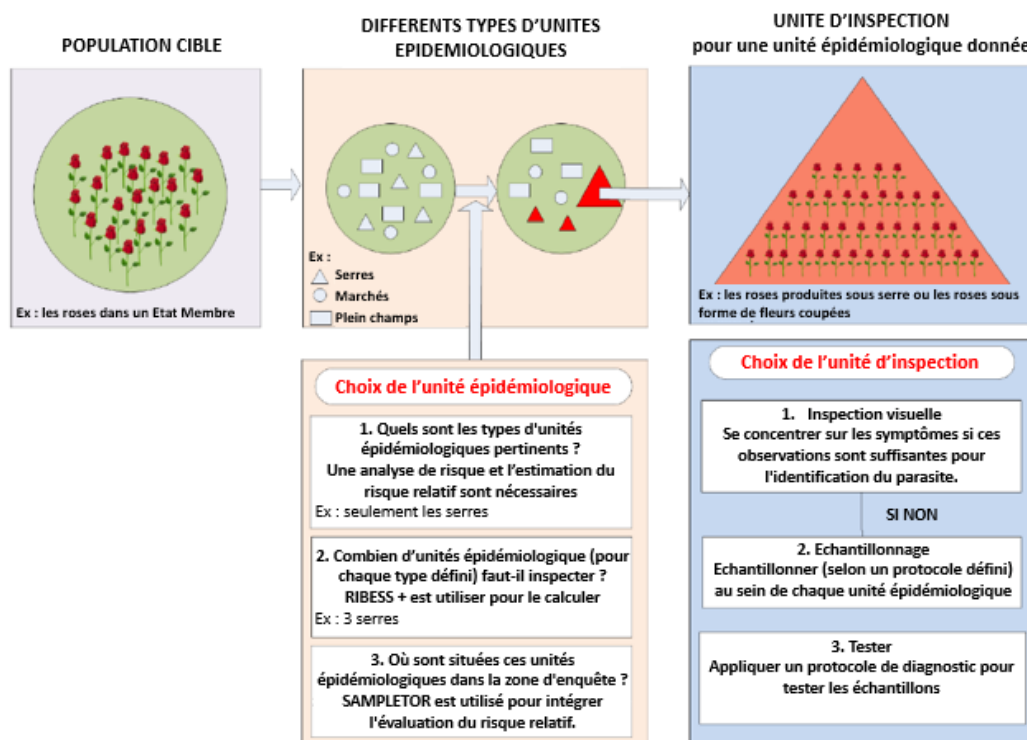 POPULATION CIBLE
Ex : les roses dans un Etat Membre
DIFFERENTS TYPES D'UNITES
EPIDEMIOLOGIQUES
Ex :
Serres
Marchés
Plein champs
UNITE D'INSPECTION
pour une unité épidémiologique donnée
Ex : les roses produites sous serre ou les roses sous
forme de fleurs coupées
Choix de l'unité épidémiologique
1. Quels sont les types d'unités
épidémiologiques pertinents ?
Une analyse de risque et l'estimation du
risque relatif sont nécessaires
Ex : seulement les serres
2. Combien d'unités épidémiologique (pour
chaque type défini) faut-il inspecter ?
RIBESS + est utiliser pour le calculer
Ex : 3 serres
3. Où sont situées ces unités
épidémiologiques dans la zone d'enquête ?
SAMPLETOR est utilisé pour intégrer
l'évaluation du risque relatif.
Choix de l'unité d'inspection
1. Inspection visuelle
Se concentrer sur les symptômes si ces
observations sont suffisantes pour
l'identification du parasite.
SI NON
2. Echantillonnage
Echantillonner (selon un protocole défini)
au sein de chaque unité épidémiologique
3. Tester
Appliquer un protocole de diagnostic pour
tester les échantillons